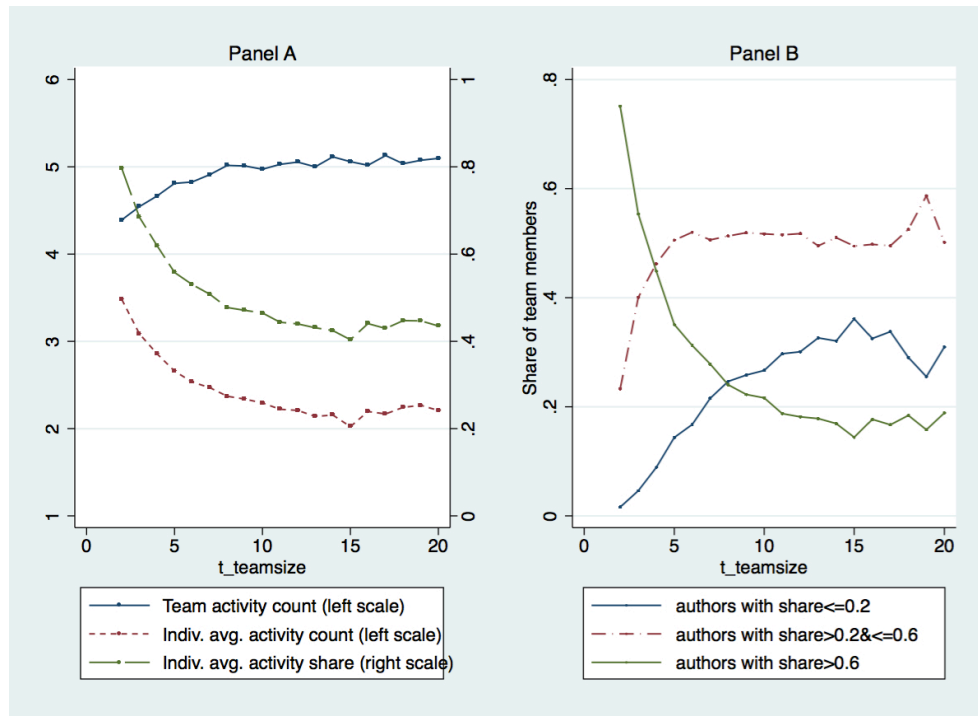 Panel A
6
5
4
3
2
1
1
.8
.6
.4
.2
0
0 5 10 15 20
t_teamsize
Team activity count (left scale)
Indiv. avg. activity count (left scale)
Indiv. avg. activity share (right scale)
Panel B
Share of team members
.8
.6
.4
.2
0
0 5 10 15 20
t_teamsize
authors with share<=0.2
authors with share>0.2&<=0.6
authors with share>0.6